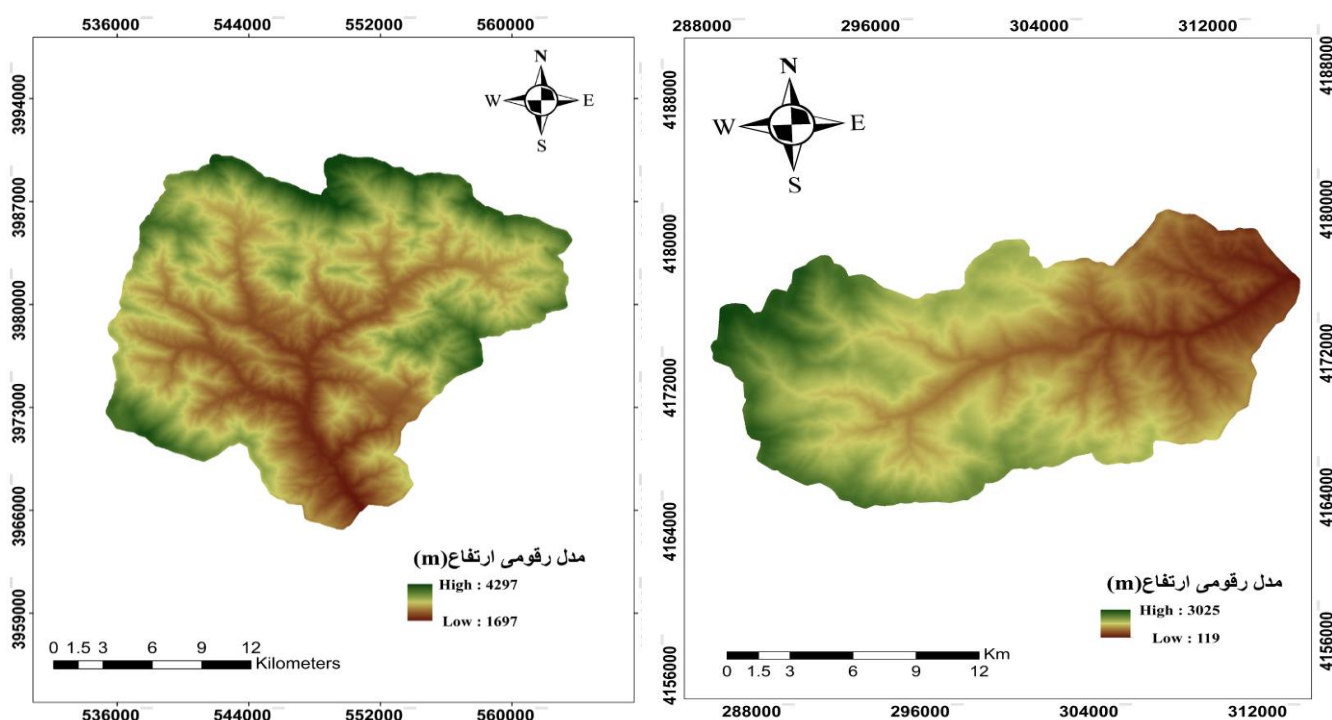 536000 544000 552000 560000
N
W E
S
3994000
3987000
3980000
3973000
3966000
3959000
مدل رقومی ارتفاع(m)
High : 4297
Low : 1697
0 1.5 3 6 9 12
Kilometers
536000 544000 552000 560000
288000 296000 304000 312000
N
W E
S
4188000 4188000
4180000 4180000
4172000 4172000
4164000 4164000
4156000 4156000
مدل رقومی ارتفاع(m)
High : 3025
Low : 119
Km
0 1.5 3 6 9 12
288000 296000 304000 312000